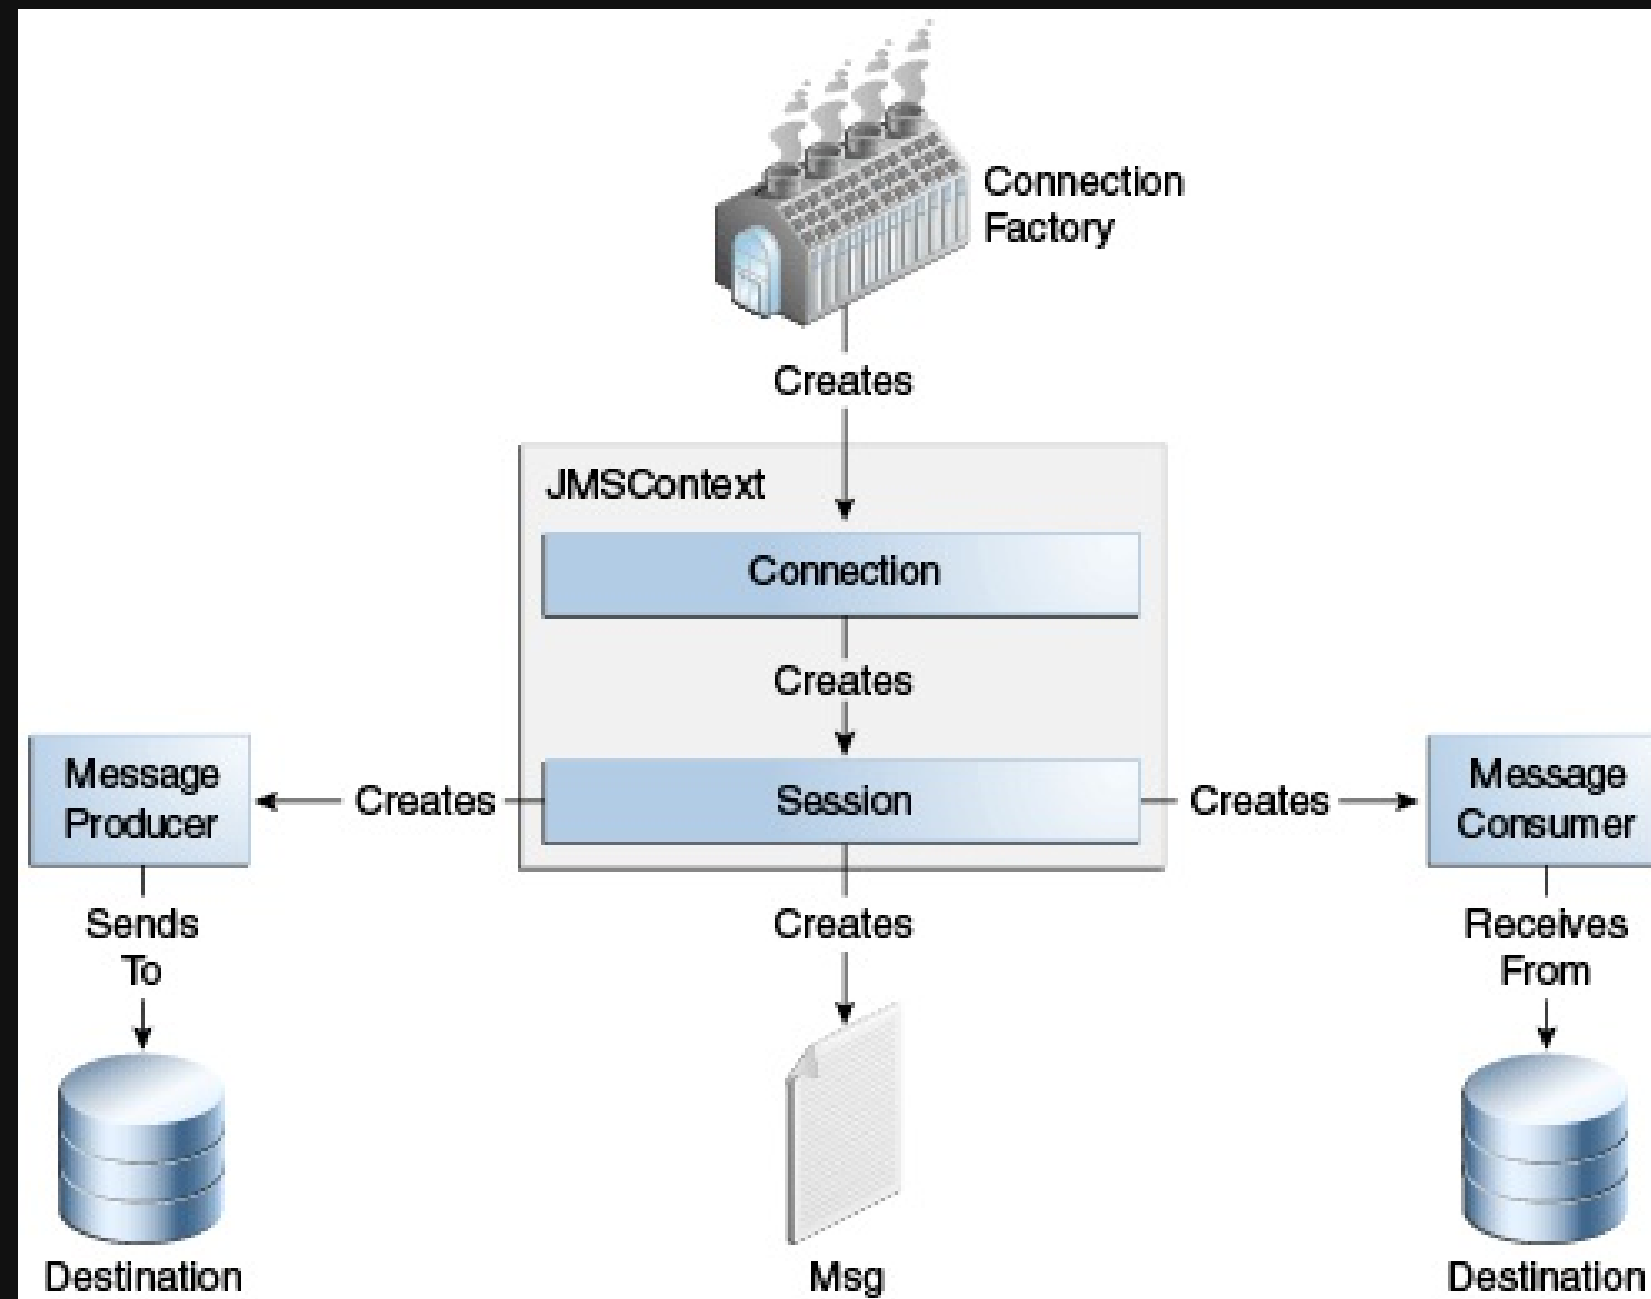 Connection
Factory
Creates
JMSContext
Connection
Creates
Message
Producer
Creates
Session
Creates
Message
Consumer
Sends
To
Creates
Receives
From
Destination
Msg
Destination